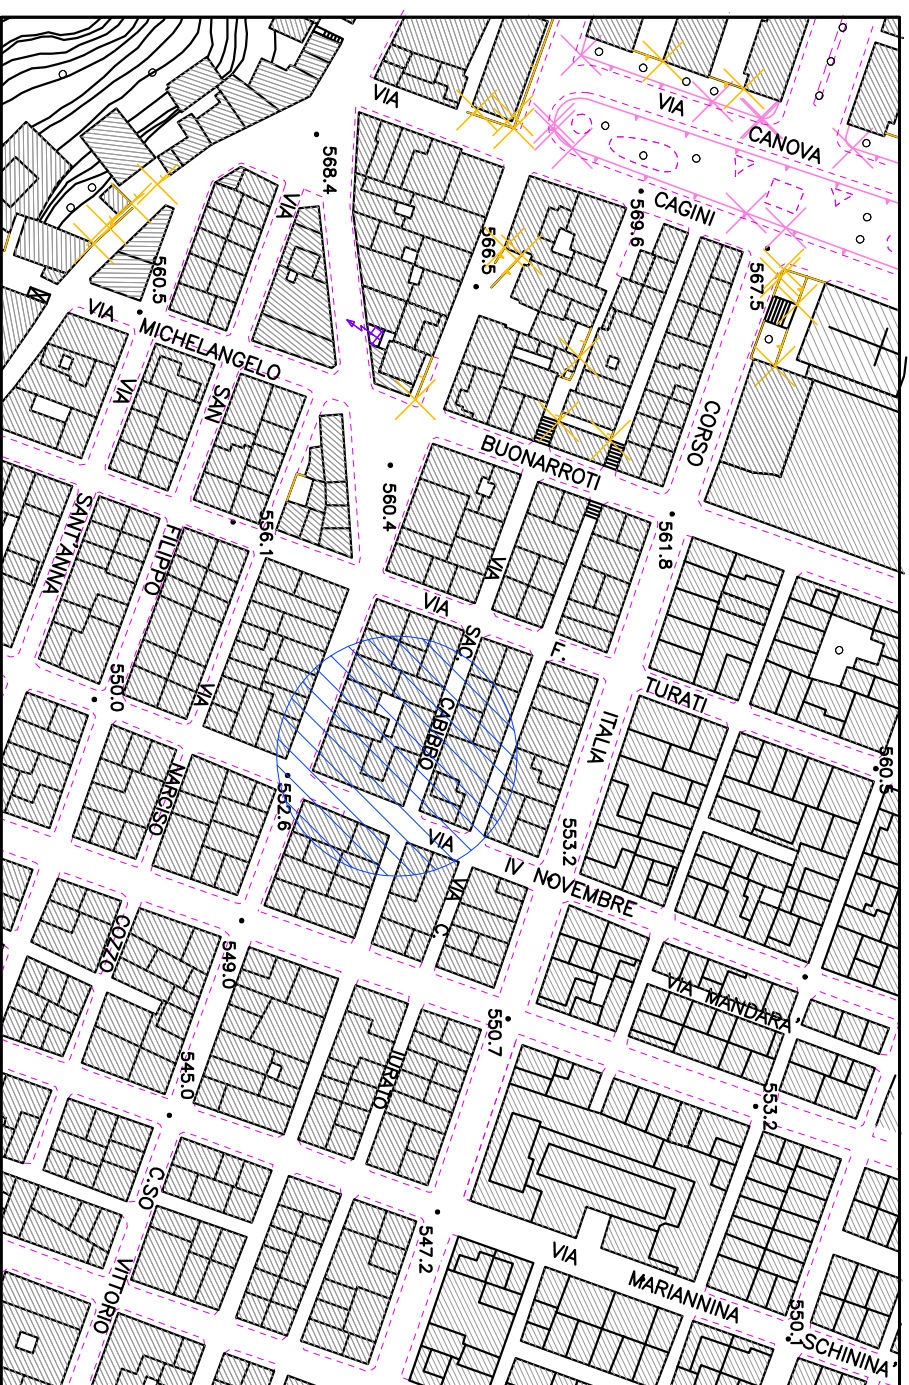 VIA
VIA
CANOVA
CAGINI
568.4
569.6
566.5
567.5
560.5
VIA
VIA
MICHELANGELO
VIA
SAN
CORSO
BUONARROTI
560.4
561.8
SANT'ANNA
FILIPPO
556.1
VIA
VIA
SAC.
F.
TURATI
550.0
VIA
CABIBBO
ITALIA
560.5
NARCISO
552.6
VIA
553.2
IV NOVEMBRE
VIA
C.
COZZO
549.0
VIA MANDARA'
550.7
IURATO
545.0
553.2
C.SO
547.2
VIA
MARIANNINA
VITTORIO
SCHININA'